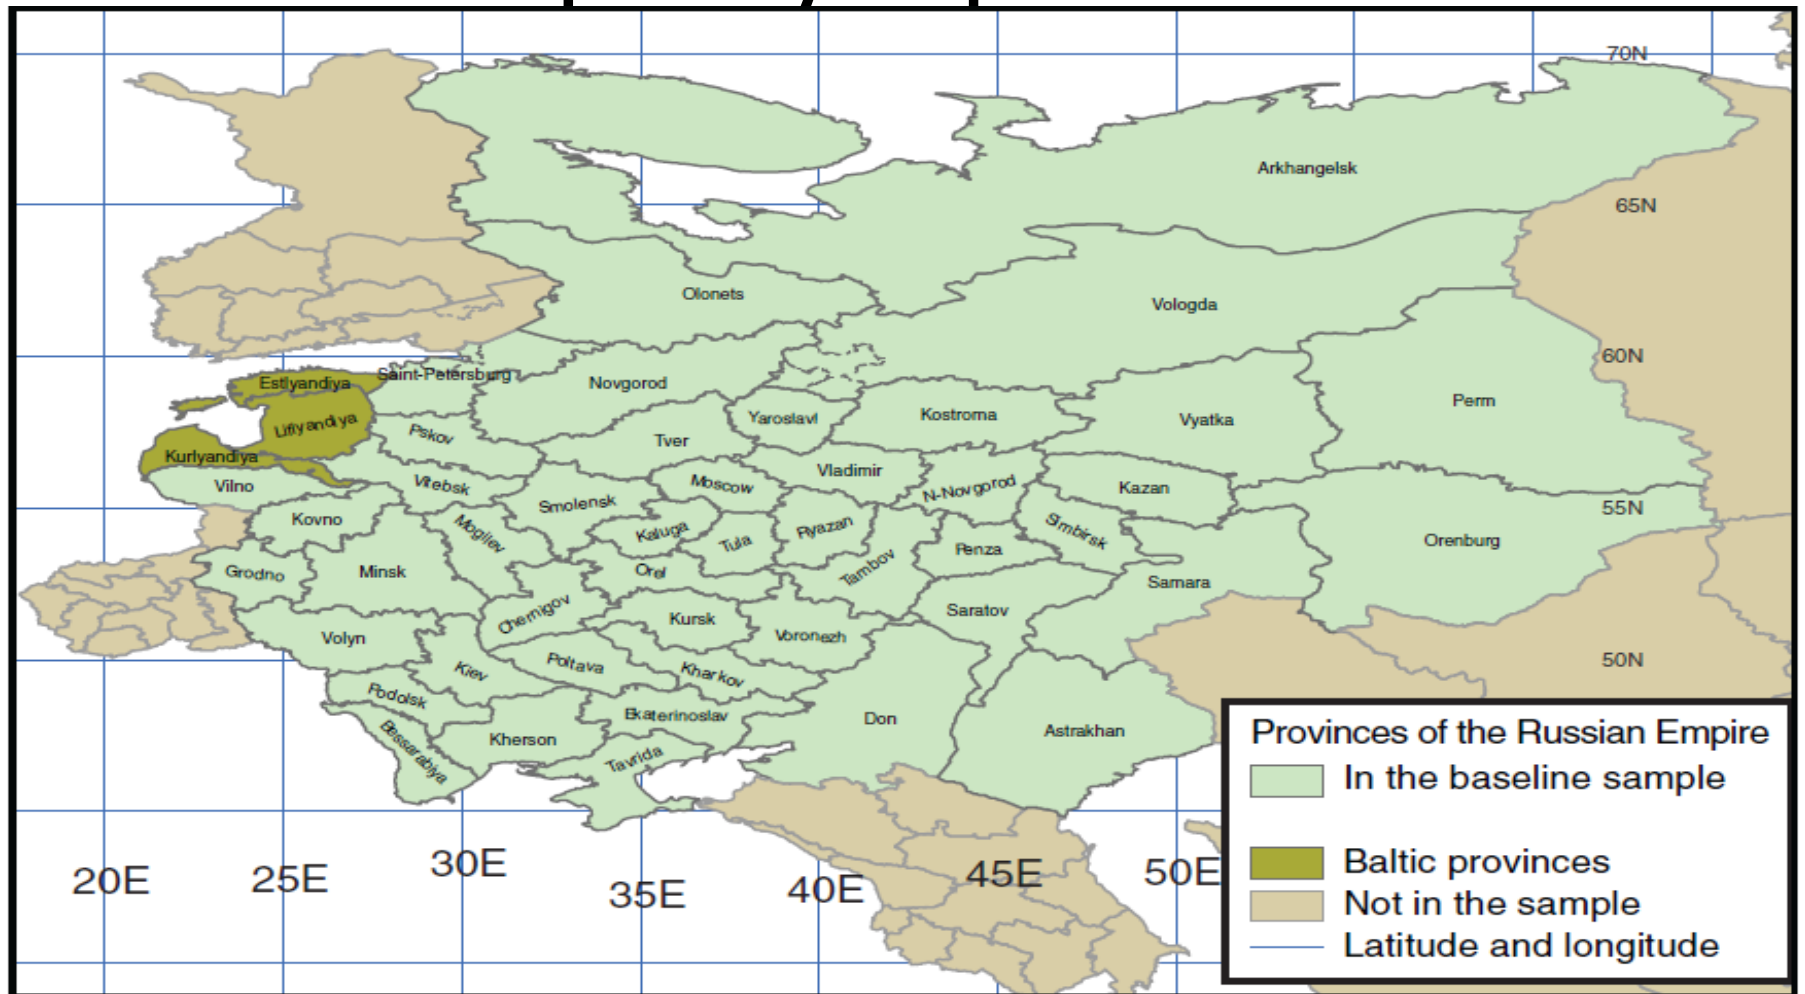 70N
Arkhangelsk
65N
Olonets
Vologda
60N
Estlyandiya
Saint-Petersburg
Novgorod
Perm
Liflyandiya
Yaroslavl
Kostroma
Vyatka
Pskov
Tver
Kurlyandiya
Vladimir
Vilno
Vitebsk
Moscow
N-Novgorod
Kazan
Smolensk
55N
Kovno
Mogilev
Kaluga
Ryazan
Simbirsk
Tula
Penza
Orenburg
Grodno
Minsk
Orel
Tambov
Samara
Chernigov
Kursk
Saratov
Volyn
Voronezh
50N
Kiev
Poltava
Kharkov
Podolsk
Ekaterinoslav
Don
Astrakhan
Bessarabiya
Kherson
Tavrida
Provinces of the Russian Empire
In the baseline sample
Baltic provinces
Not in the sample
Latitude and longitude
20E
25E
30E
35E
40E
45E
50E